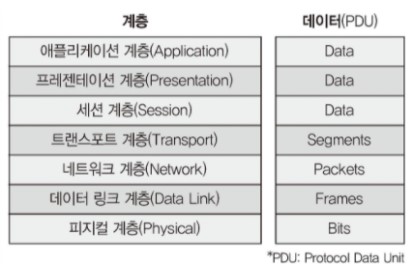 계층 데이터(PDU)
애플리케이션 계층(Application) Data
프레젠테이션 계층(Presentation) Data
세션 계층(Session) Data
트랜스포트 계층(Transport) Segments
네트워크 계층(Network) Packets
데이터 링크 계층(Data Link) Frames
피지컬 계층(Physical) Bits
*PDU: Protocol Data Unit